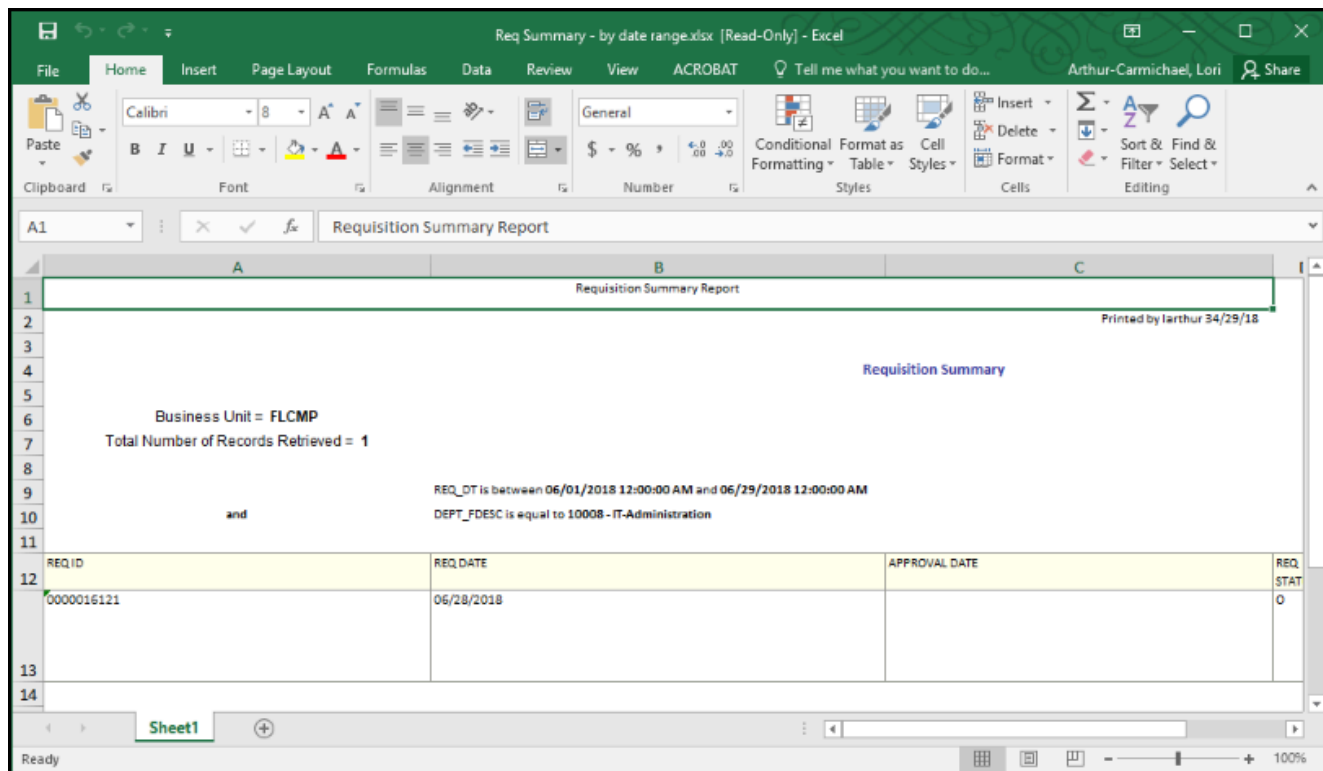 Req Summary - by date range.xlsx [Read-Only] - Excel
File Home Insert Page Layout Formulas Data Review View ACROBAT Tell me what you want to do... Arthur-Carmichael, Lori Share
Paste
Calibri 8 A A General
B I U A $ % , .0 .00 .00 .0
Conditional Formatting Format as Table Cell Styles
Insert
Delete
Format
Sort & Filter Find & Select
Clipboard Font Alignment Number Styles Cells Editing
A1 fx Requisition Summary Report
A B C
1 Requisition Summary Report
2 Printed by larthur 34/29/18
3
4 Requisition Summary
5
6 Business Unit = FLCMP
7 Total Number of Records Retrieved = 1
8
9 REQ_DT is between 06/01/2018 12:00:00 AM and 06/29/2018 12:00:00 AM
10 and DEPT_FDESC is equal to 10008 - IT-Administration
11
12 REQ ID REQ DATE APPROVAL DATE REQ STAT
13 0000016121 06/28/2018 O
14
Sheet1
Ready 100%